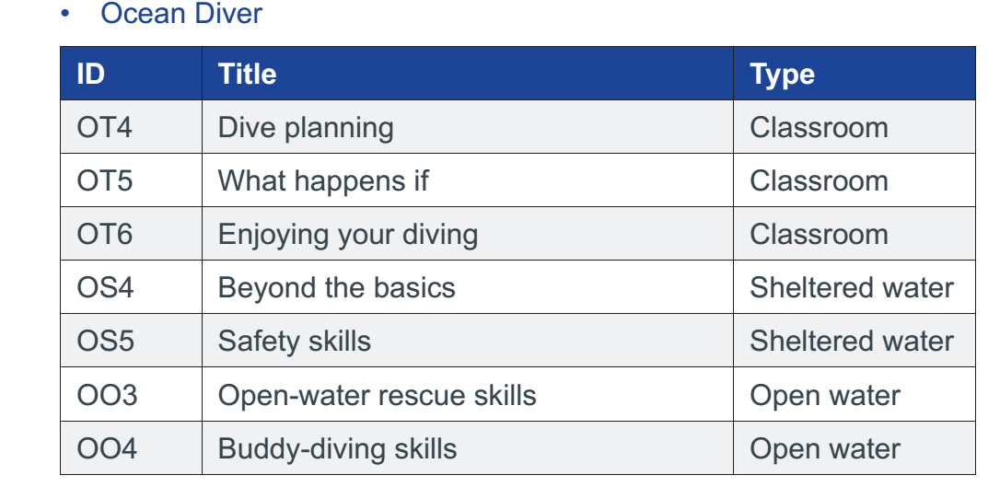 • Ocean Diver
ID Title Type
OT4 Dive planning Classroom
OT5 What happens if Classroom
OT6 Enjoying your diving Classroom
OS4 Beyond the basics Sheltered water
OS5 Safety skills Sheltered water
OO3 Open-water rescue skills Open water
OO4 Buddy-diving skills Open water